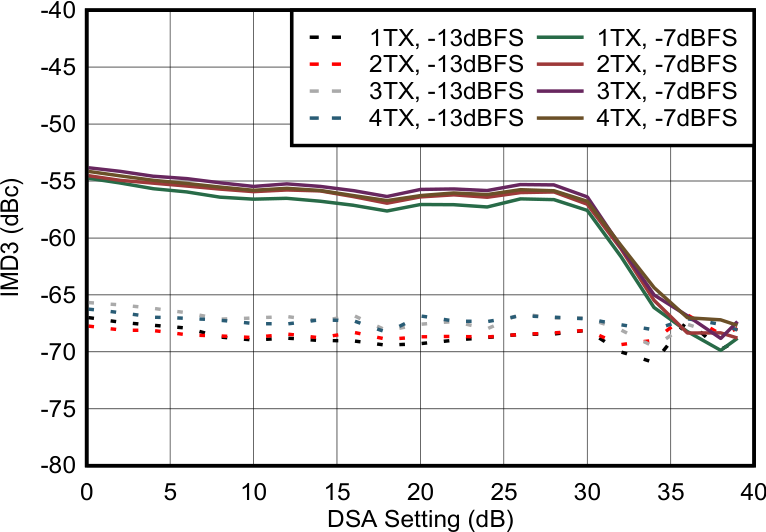 -40
-45
-50
-55
-60
-65
-70
-75
-80
IMD3 (dBc)
1TX, -13dBFS 1TX, -7dBFS
2TX, -13dBFS 2TX, -7dBFS
3TX, -13dBFS 3TX, -7dBFS
4TX, -13dBFS 4TX, -7dBFS
0 5 10 15 20 25 30 35 40
DSA Setting (dB)